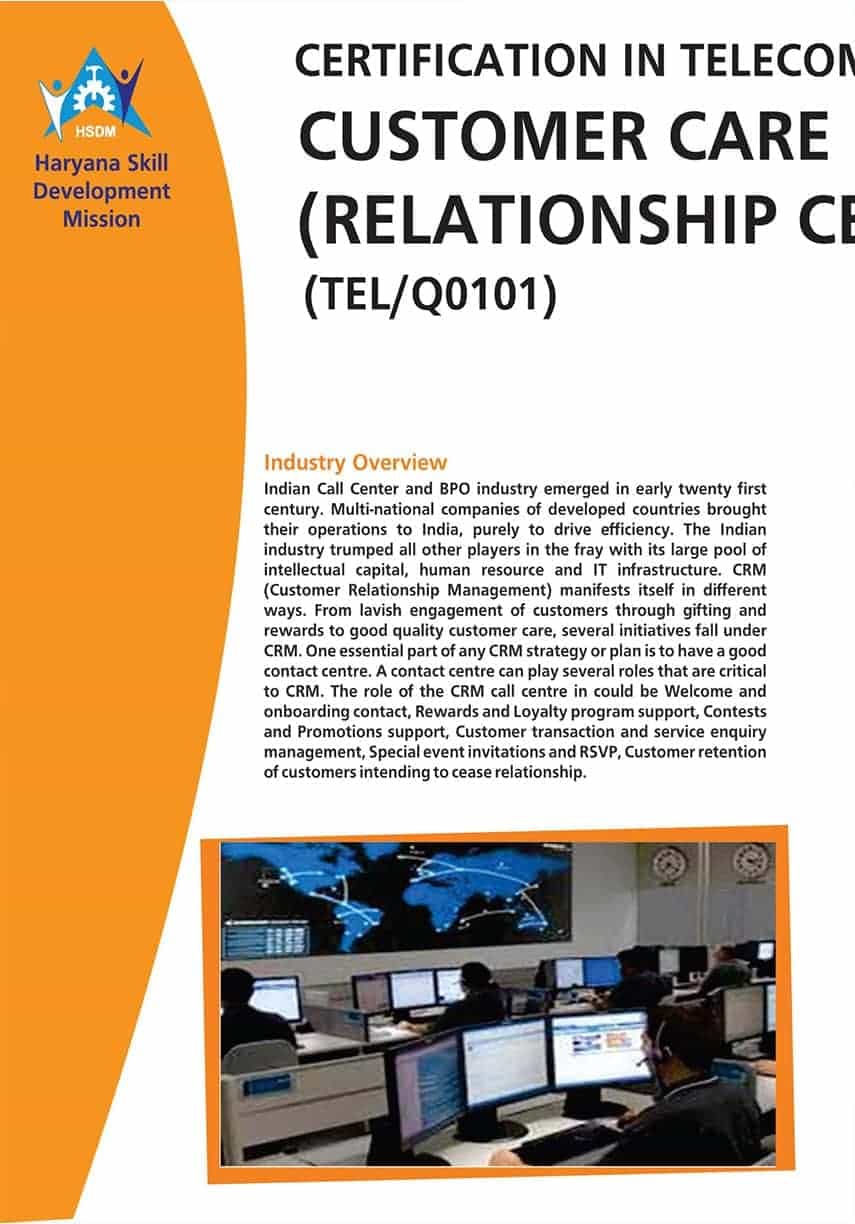 HSDM
Haryana Skill
Development
Mission
CERTIFICATION IN TELECOM
CUSTOMER CARE
(RELATIONSHIP CE
(TEL/Q0101)
Industry Overview
Indian Call Center and BPO industry emerged in early twenty first
century. Multi-national companies of developed countries brought
their operations to India, purely to drive efficiency. The Indian
industry trumped all other players in the fray with its large pool of
intellectual capital, human resource and IT infrastructure. CRM
(Customer Relationship Management) manifests itself in different
ways. From lavish engagement of customers through gifting and
rewards to good quality customer care, several initiatives fall under
CRM. One essential part of any CRM strategy or plan is to have a good
contact centre. A contact centre can play several roles that are critical
to CRM. The role of the CRM call centre in could be Welcome and
onboarding contact, Rewards and Loyalty program support, Contests
and Promotions support, Customer transaction and service enquiry
management, Special event invitations and RSVP, Customer retention
of customers intending to cease relationship.